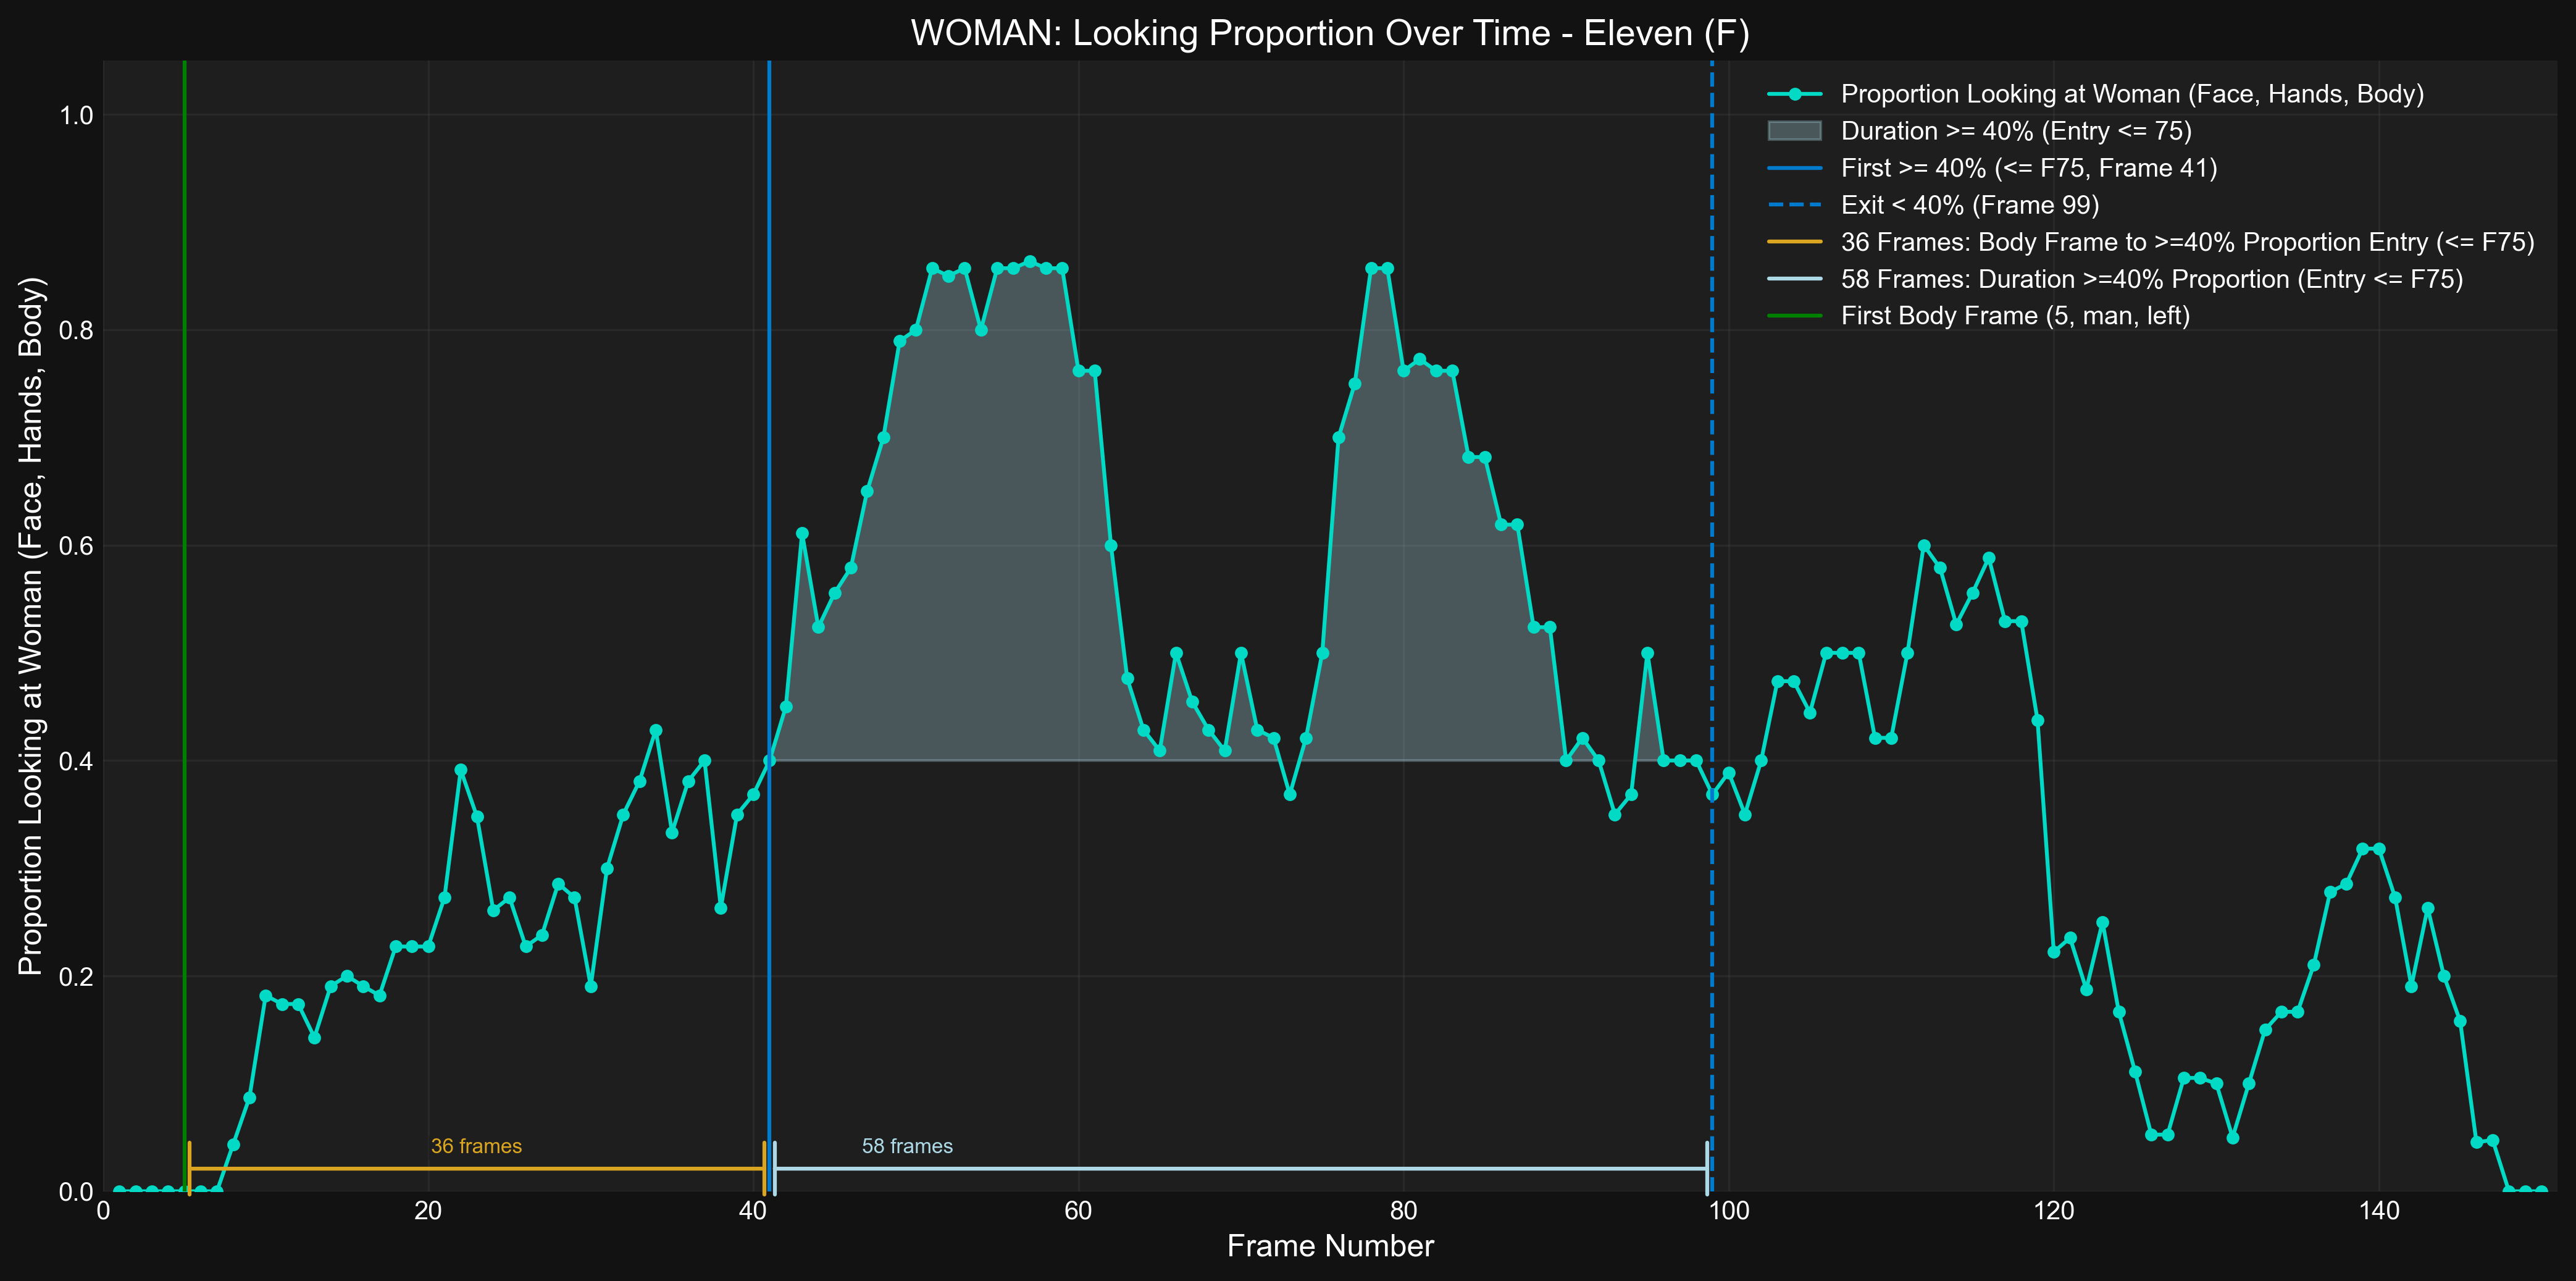 WOMAN: Looking Proportion Over Time - Eleven (F)
Proportion Looking at Woman (Face, Hands, Body)
1.0
0.8
0.6
0.4
0.2
0.0
Proportion Looking at Woman (Face, Hands, Body)
Duration >= 40% (Entry <= 75)
First >= 40% (<= F75, Frame 41)
Exit < 40% (Frame 99)
36 Frames: Body Frame to >=40% Proportion Entry (<= F75)
58 Frames: Duration >=40% Proportion (Entry <= F75)
First Body Frame (5, man, left)
36 frames
58 frames
0 20 40 60 80 100 120 140
Frame Number